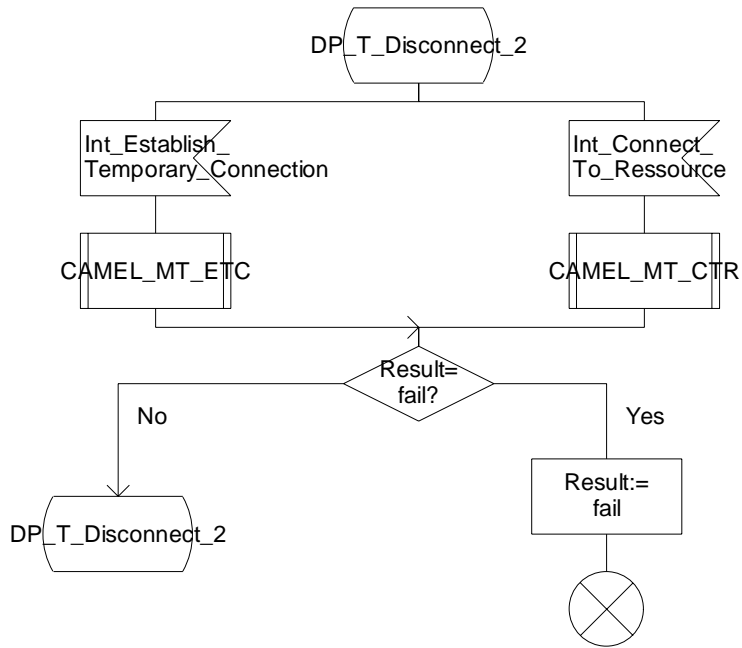 DP_T_Disconnect_2
Int_Establish_
Temporary_Connection
Int_Connect_
To_Ressource
CAMEL_MT_ETC
CAMEL_MT_CTR
Result=
fail?
No
Yes
Result:=
fail
DP_T_Disconnect_2